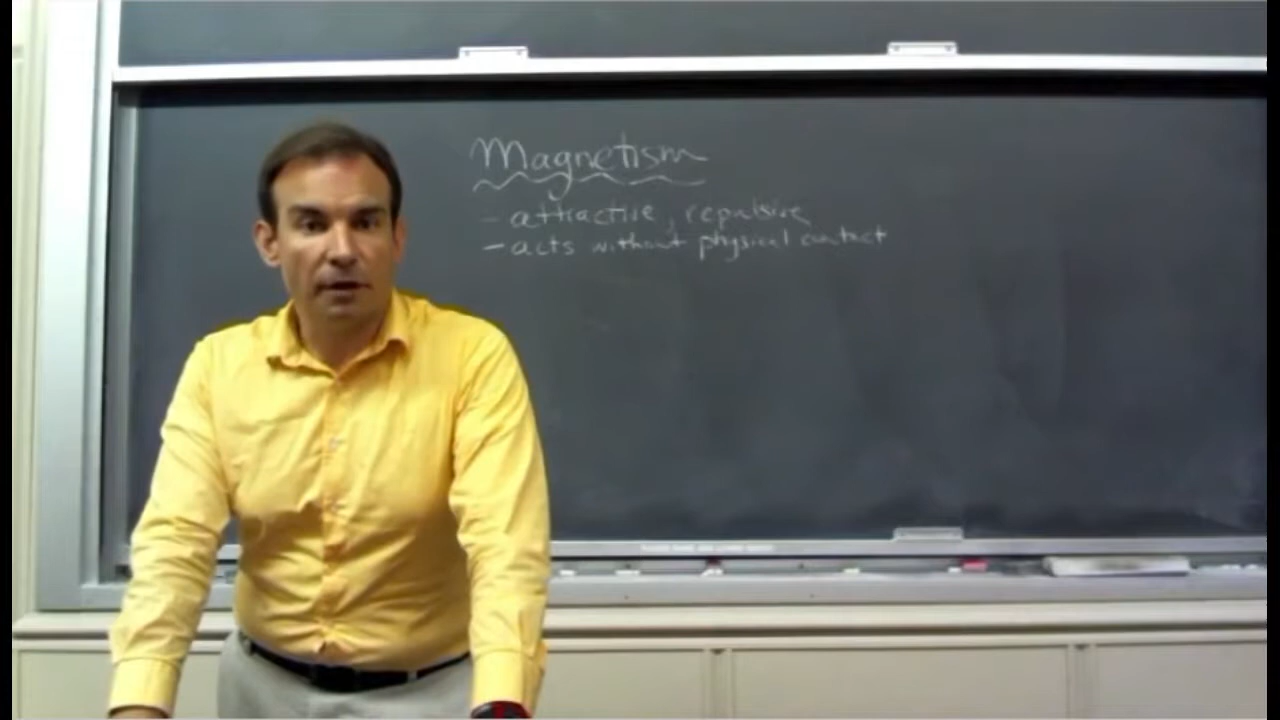 Magnetism
- attractive, repulsive
- acts without physical contact